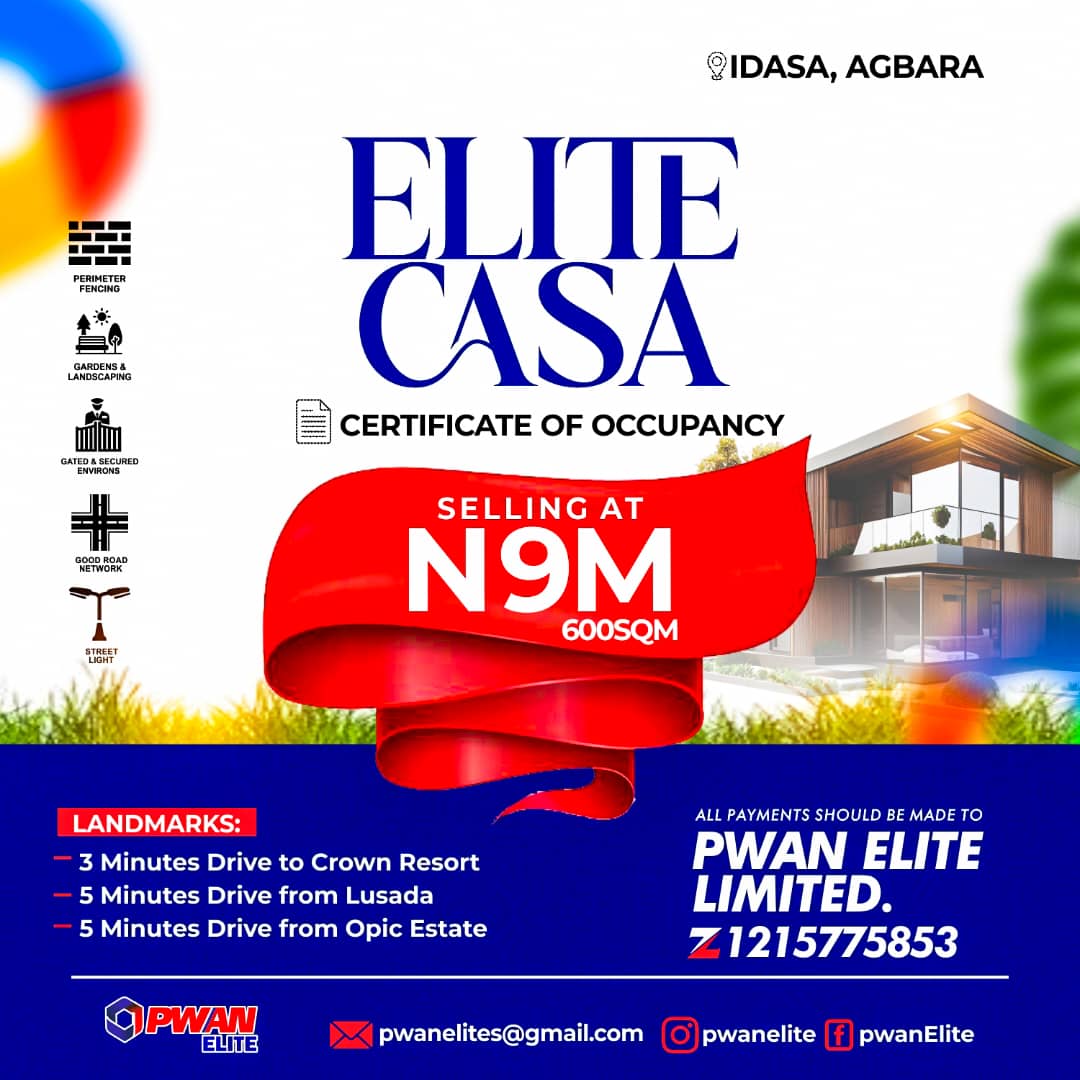 IDASA, AGBARA
ELITE
CASA
CERTIFICATE OF OCCUPANCY
PERIMETER
FENCING
GARDENS &
LANDSCAPING
GATED & SECURED
ENVIRONS
GOOD ROAD
NETWORK
STREET
LIGHT
SELLING AT
N9M
600SQM
LANDMARKS:
3 Minutes Drive to Crown Resort
5 Minutes Drive from Lusada
5 Minutes Drive from Opic Estate
ALL PAYMENTS SHOULD BE MADE TO
PWAN ELITE
LIMITED.
1215775853
PWAN
ELITE
pwanelites@gmail.com
pwanelite
pwanElite